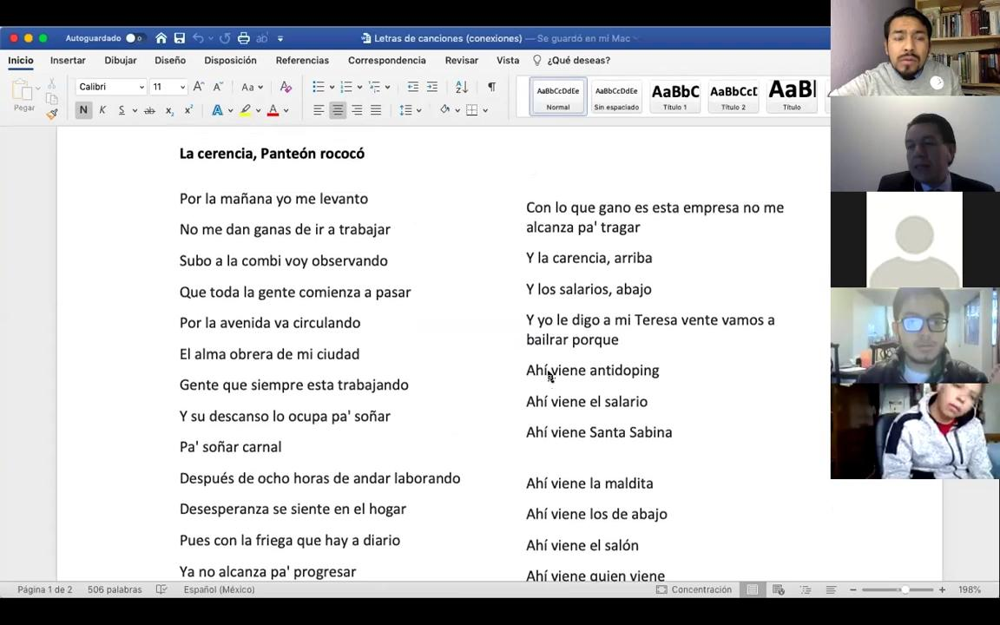 Autoguardado
Letras de canciones (conexiones) — Se guardó en mi Mac
Inicio
Insertar
Dibujar
Diseño
Disposición
Referencias
Correspondencia
Revisar
Vista
¿Qué deseas?
Pegar
Calibri
11
AaBbCcDdEe
Normal
AaBbCcDdEe
Sin espaciado
AaBbC
Título 1
AaBbCcD
Título 2
AaBl
Título
La cerencia, Panteón rococó
Por la mañana yo me levanto
No me dan ganas de ir a trabajar
Subo a la combi voy observando
Que toda la gente comienza a pasar
Por la avenida va circulando
El alma obrera de mi ciudad
Gente que siempre esta trabajando
Y su descanso lo ocupa pa' soñar
Pa' soñar carnal
Después de ocho horas de andar laborando
Desesperanza se siente en el hogar
Pues con la friega que hay a diario
Ya no alcanza pa' progresar
Con lo que gano es esta empresa no me
alcanza pa' tragar
Y la carencia, arriba
Y los salarios, abajo
Y yo le digo a mi Teresa vente vamos a
bailrar porque
Ahí viene antidoping
Ahí viene el salario
Ahí viene Santa Sabina
Ahí viene la maldita
Ahí viene los de abajo
Ahí viene el salón
Ahí viene quien viene
Página 1 de 2
506 palabras
Español (México)
Concentración
198%